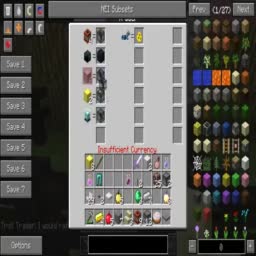 NEI Subsets
Prev
(1/27)
Next
Save 1
Save 2
Save 3
Save 4
Save 5
Save 6
Save 7
Insufficient Currency.
Options
0